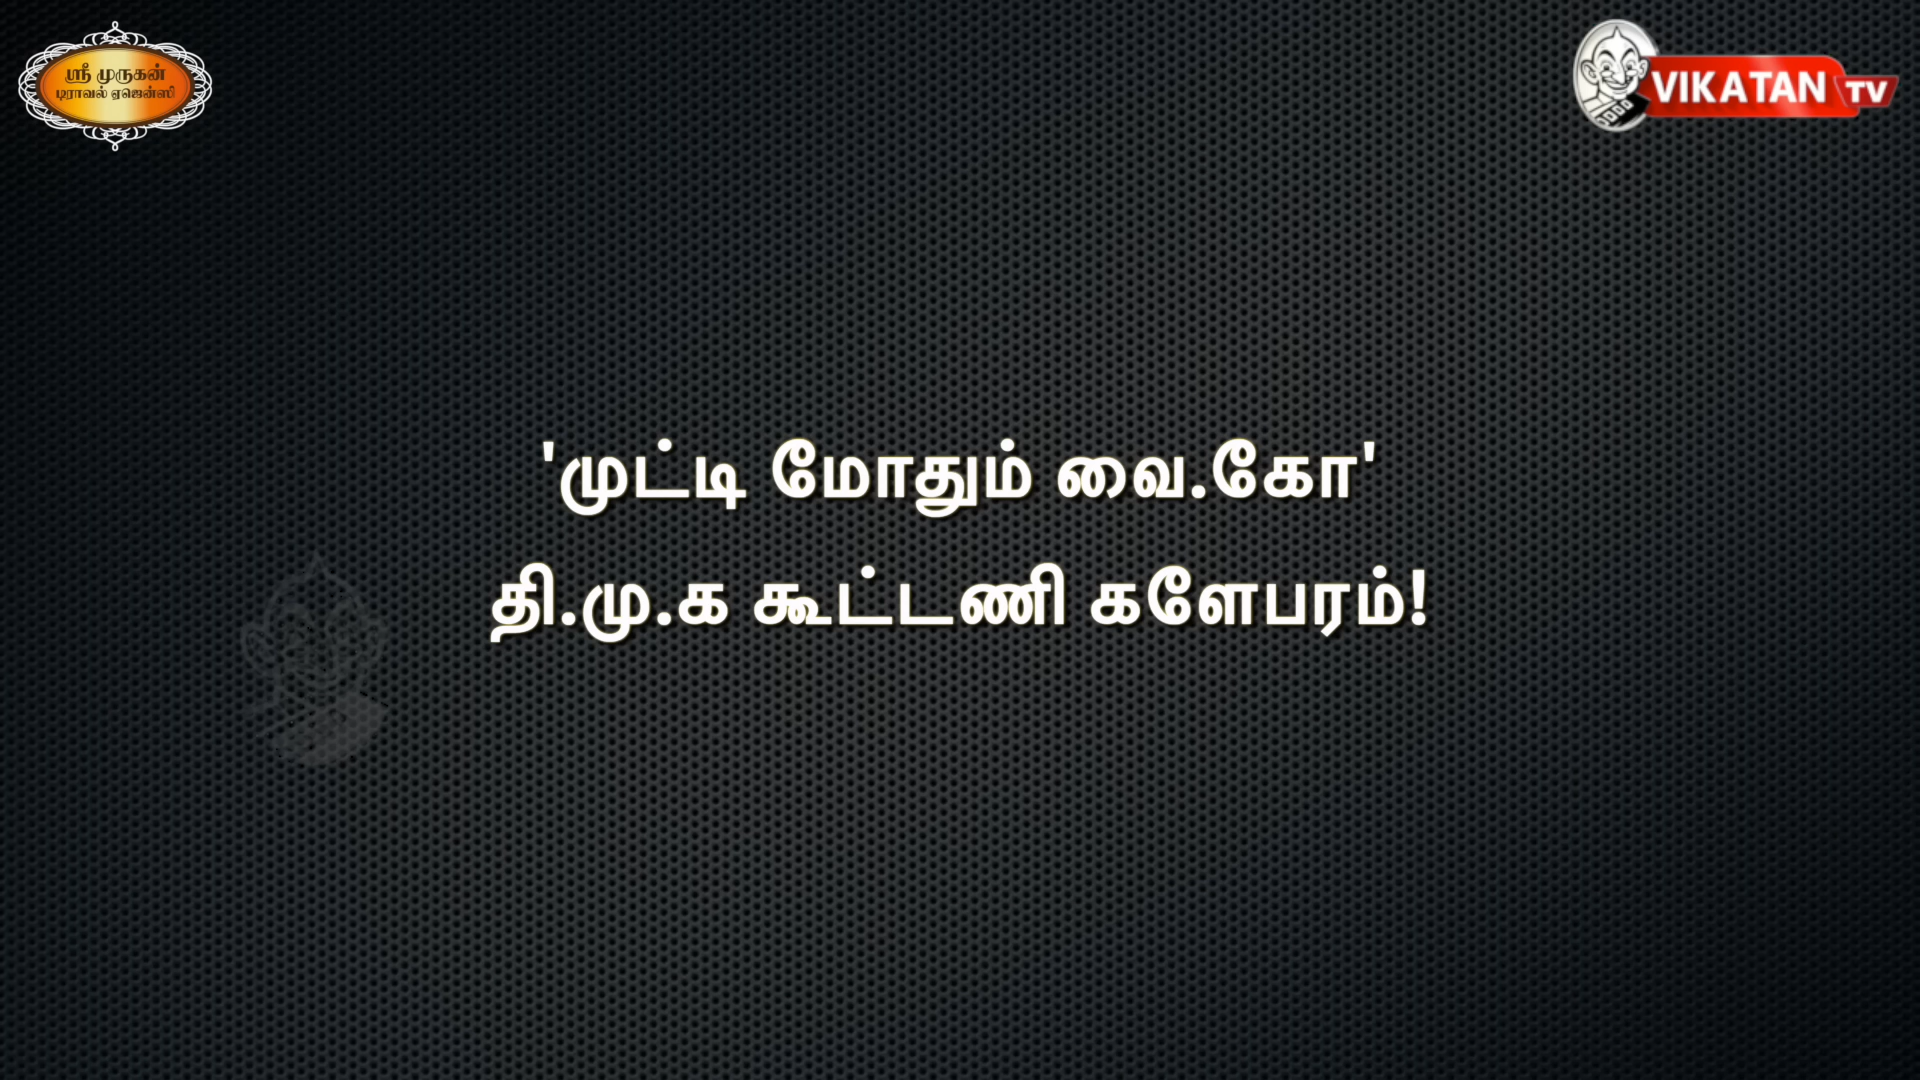 ஸ்ரீ முருகன்
டிராவல் ஏஜென்ஸி
VIKATAN TV
'முட்டி மோதும் வை.கோ'
தி.மு.க கூட்டணி களேபரம்!